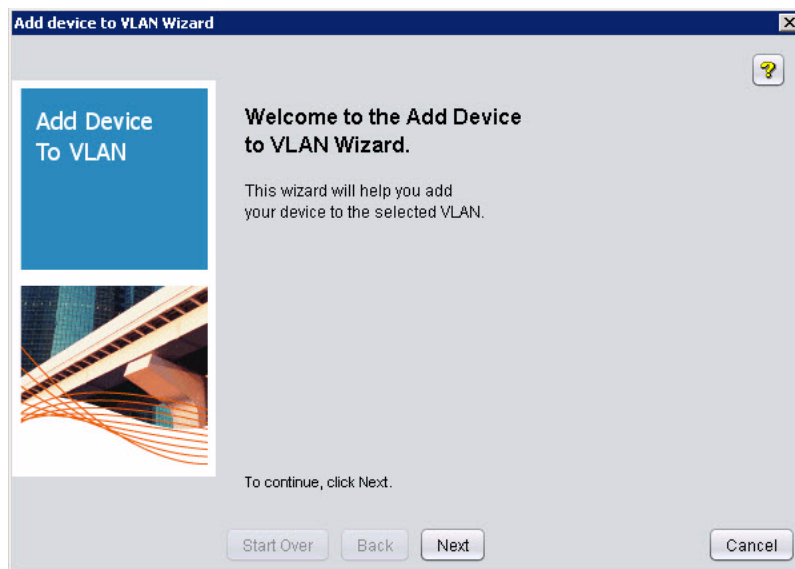 Add device to VLAN Wizard
Add Device
To VLAN
Welcome to the Add Device
to VLAN Wizard.
This wizard will help you add
your device to the selected VLAN.
To continue, click Next.
Start Over
Back
Next
Cancel